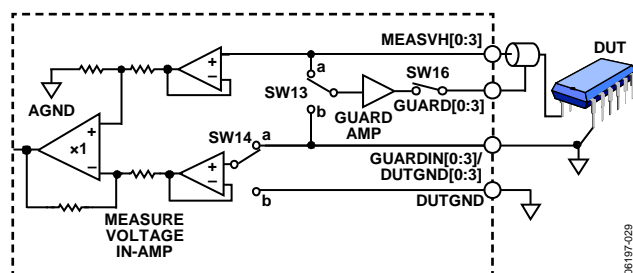 MEASVH[0:3]
DUT
+
–
a
SW16
AGND
SW13
GUARD[0:3]
b
GUARD
AMP
+
×1
–
SW14
a
+
–
GUARDIN[0:3]/
DUTGND[0:3]
DUTGND
b
MEASURE
VOLTAGE
IN-AMP
06197-029